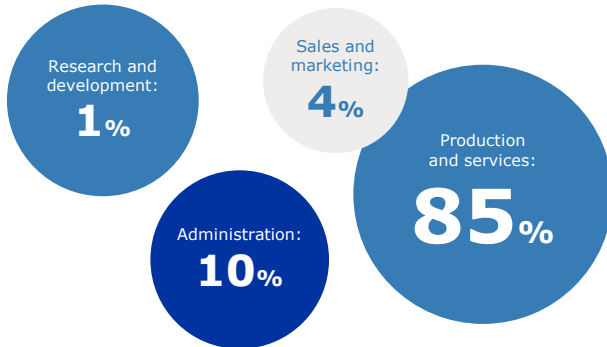 Research and
development:
1%
Sales and
marketing:
4%
Production
and services:
85%
Administration:
10%